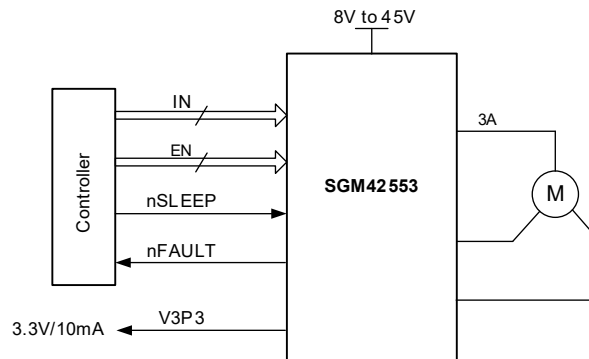 8V to 45V
IN
EN
nSLEEP
nFAULT
V3P3
3.3V/10mA
Controller
SGM42553
3A
M